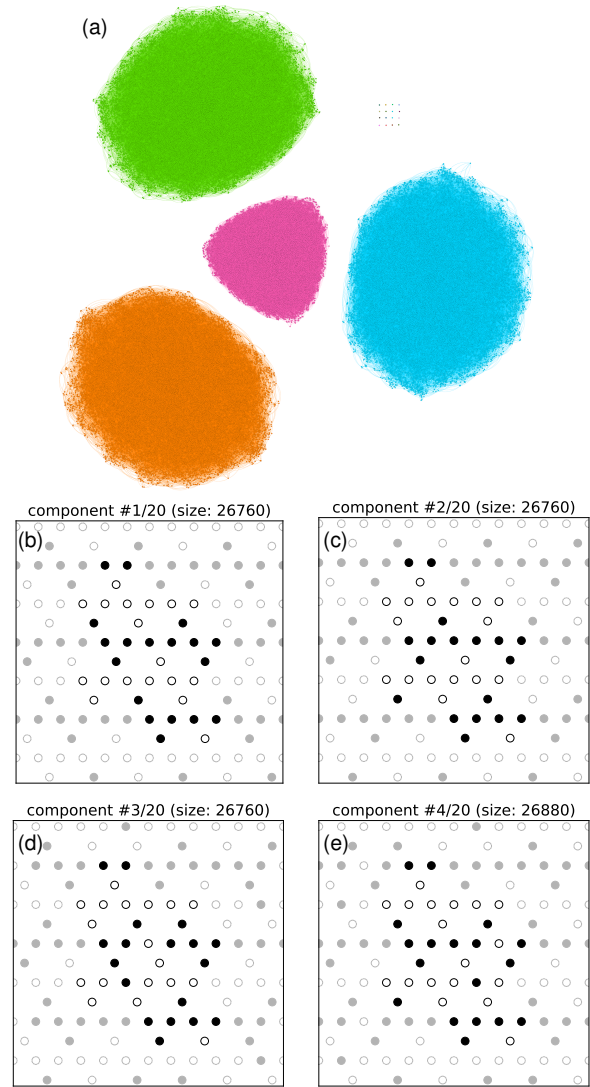 (a)
component #1/20 (size: 26760)
(b)
component #2/20 (size: 26760)
(c)
component #3/20 (size: 26760)
(d)
component #4/20 (size: 26880)
(e)